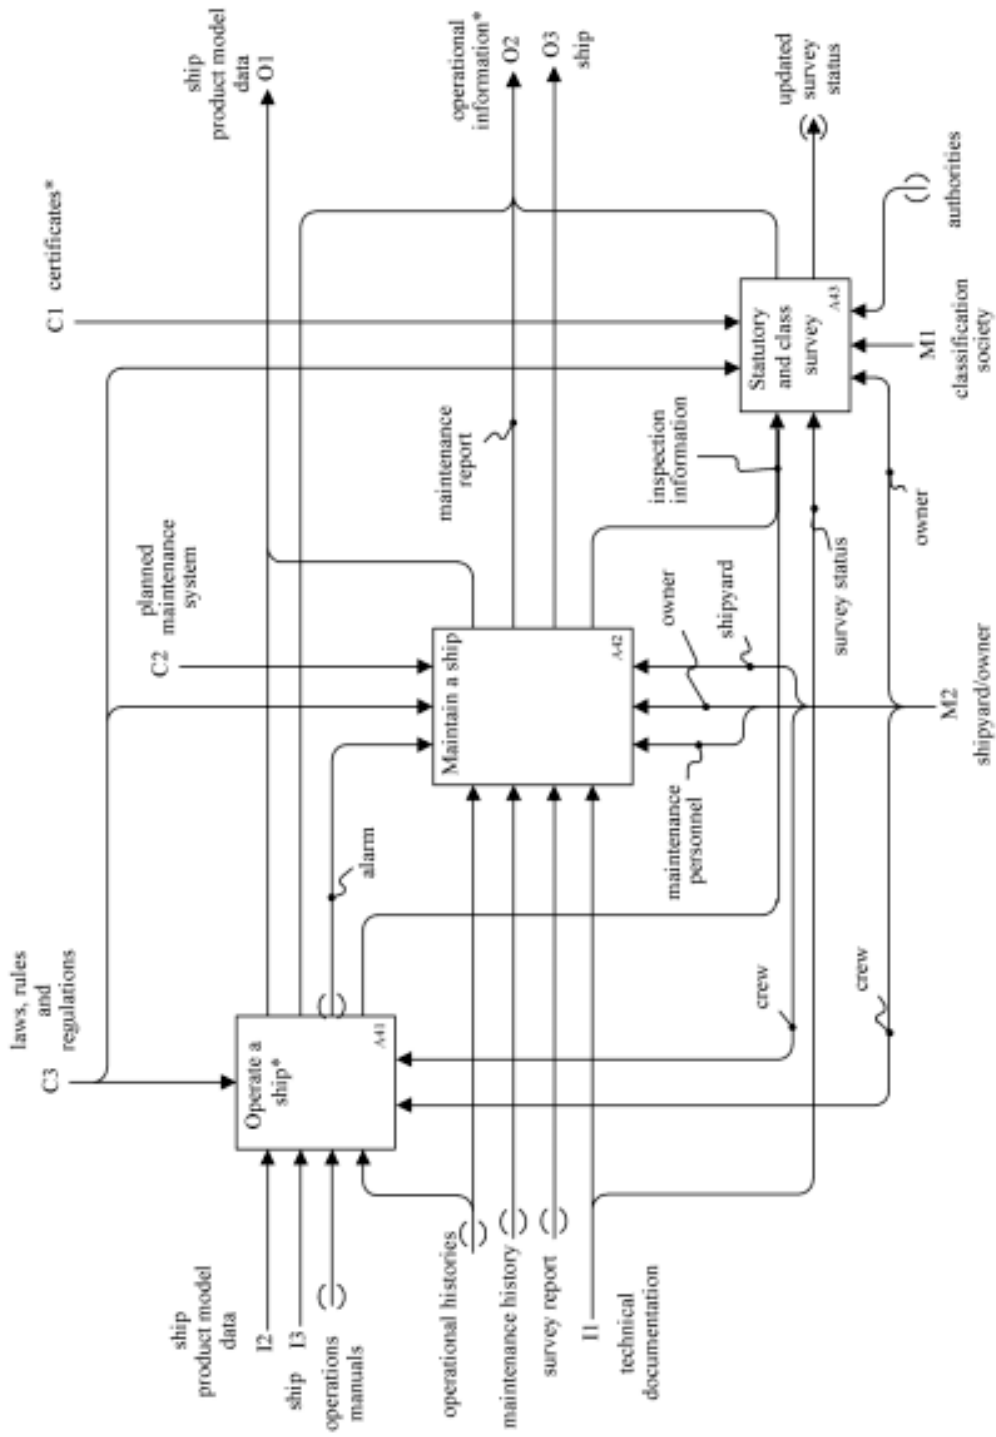 laws, rules
and
regulations
C3
C2
planned
maintenance
system
C1 certificates*
ship
product model
data
O1
operational
information*
O2
O3
ship
updated
survey
status
Operate a
ship*
A41
alarm
Maintain a ship
A42
maintenance
report
inspection
information
Statutory
and class
survey
A43
ship
product model
data
I2
ship I3
operations
manuals
operational histories
maintenance history
survey report
I1
technical
documentation
maintenance
personnel
owner
shipyard
crew
crew
survey status
owner
M2
shipyard/owner
M1
classification
society
authorities